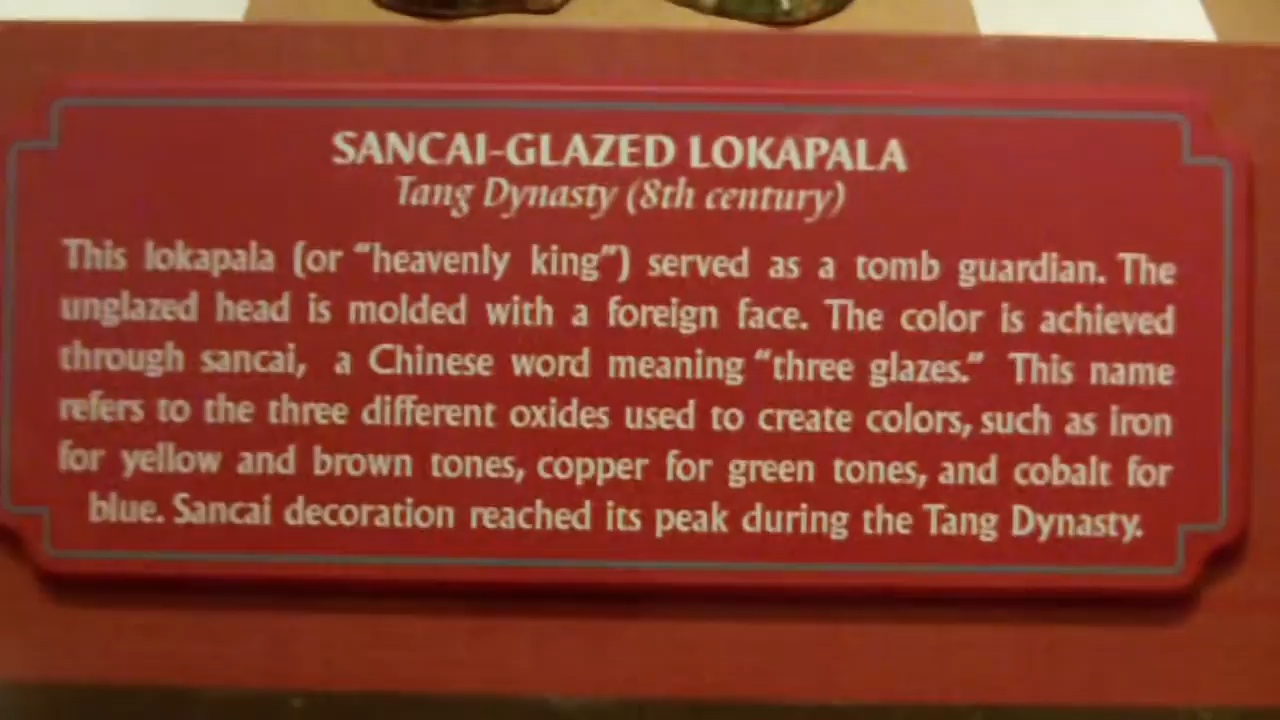 SANCAI-GLAZED LOKAPALA
Tang Dynasty (8th century)
This lokapala (or “heavenly king”) served as a tomb guardian. The
unglazed head is molded with a foreign face. The color is achieved
through sancai, a Chinese word meaning “three glazes.” This name
refers to the three different oxides used to create colors, such as iron
for yellow and brown tones, copper for green tones, and cobalt for
blue. Sancai decoration reached its peak during the Tang Dynasty.